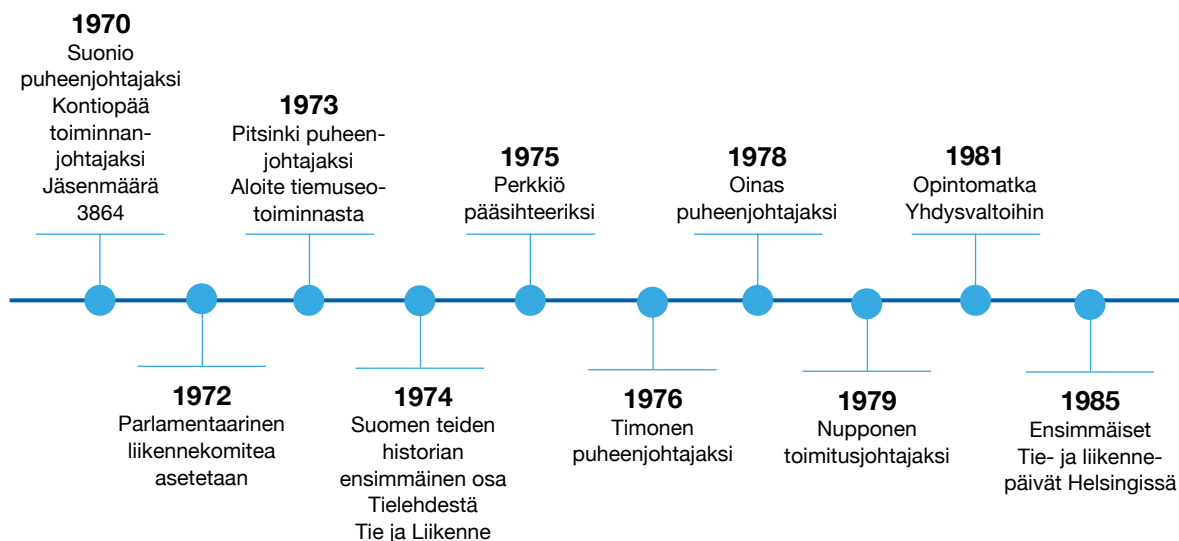 1970
Suonio
puheenjohtajaksi
Kontiopää
toiminnan-
johtajaksi
Jäsenmäärä
3864
1972
Parlamentaarinen
liikennekomitea
asetetaan
1973
Pitsinki puheen-
johtajaksi
Aloite tiemuseo-
toiminnasta
1974
Suomen teiden
historian
ensimmäinen osa
Tielehdestä
Tie ja Liikenne
1975
Perkkiö
pääsihteeriksi
1976
Timonen
puheenjohtajaksi
1978
Oinas
puheenjohtajaksi
1979
Nupponen
toimitusjohtajaksi
1981
Opintomatka
Yhdysvaltoihin
1985
Ensimmäiset
Tie- ja liikenne-
päivät Helsingissä